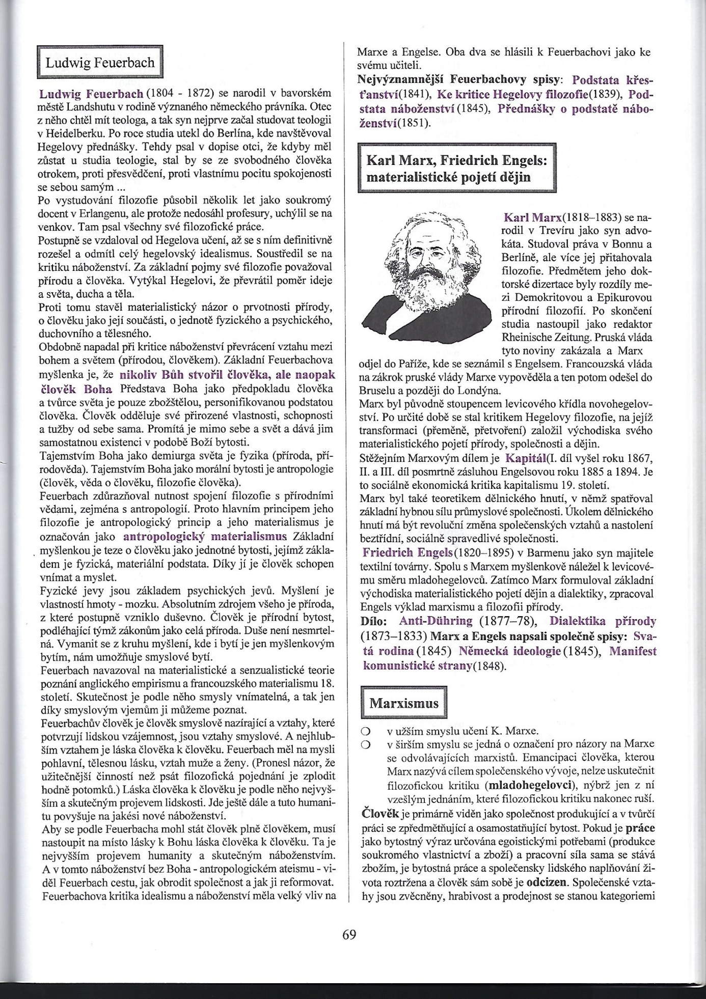 Ludwig Feuerbach
Ludwig Feuerbach (1804 - 1872) se narodil v bavorském
městě Landshutu v rodině význaného německého právníka. Otec
z něho chtěl mít teologa, a tak syn nejprve začal studovat teologii
v Heidelberku. Po roce studia utekl do Berlína, kde navštěvoval
Hegelovy přednášky. Tehdy psal v dopise otci, že kdyby měl
zůstat u studia teologie, stal by se ze svobodného člověka
otrokem, proti přesvědčení, proti vlastnímu pocitu spokojenosti
se sebou samým ...
Po vystudování filozofie působil několik let jako soukromý
docent v Erlangenu, ale protože nedosáhl profesury, uchýlil se na
venkov. Tam psal všechny své filozofické práce.
Postupně se vzdaloval od Hegelova učení, až se s ním definitivně
rozešel a odmítl celý hegelovský idealismus. Soustředil se na
kritiku náboženství. Za základní pojmy své filozofie považoval
přírodu a člověka. Vytýkal Hegelovi, že převrátil poměr ideje
a světa, ducha a těla.
Proti tomu stavěl materialistický názor o prvotnosti přírody,
o člověku jako její součásti, o jednotě fyzického a psychického,
duchovního a tělesného.
Obdobně napadal při kritice náboženství převrácení vztahu mezi
bohem a světem (přírodou, člověkem). Základní Feuerbachova
myšlenka je, že nikoliv Bůh stvořil člověka, ale naopak
člověk Boha Představa Boha jako předpokladu člověka
a tvůrce světa je pouze zbožštělou, personifikovanou podstatou
člověka. Člověk odděluje své přirozené vlastnosti, schopnosti
a tužby od sebe sama. Promítá je mimo sebe a svět a dává jim
samostatnou existenci v podobě Boží bytosti.
Tajemstvím Boha jako demiurga světa je fyzika (příroda, pří-
rodověda). Tajemstvím Boha jako morální bytosti je antropologie
(člověk, věda o člověku, filozofie člověka).
Feuerbach zdůrazňoval nutnost spojení filozofie s přírodními
vědami, zejména s antropologií. Proto hlavním principem jeho
filozofie je antropologický princip a jeho materialismus je
označován jako antropologický materialismus Základní
myšlenkou je teze o člověku jako jednotné bytosti, jejímž zákla-
dem je fyzická, materiální podstata. Díky jí je člověk schopen
vnímat a myslet.
Fyzické jevy jsou základem psychických jevů. Myšlení je
vlastností hmoty - mozku. Absolutním zdrojem všeho je příroda,
z které postupně vzniklo duševno. Člověk je přírodní bytost,
podléhající týmž zákonům jako celá příroda. Duše není nesmrtel-
ná. Vymanit se z kruhu myšlení, kde i bytí je jen myšlenkovým
bytím, nám umožňuje smyslové bytí.
Feuerbach navazoval na materialistické a senzualistické teorie
poznání anglického empirismu a francouzského materialismu 18.
století. Skutečnost je podle něho smysly vnímatelná, a tak jen
díky smyslovým vjemům ji můžeme poznat.
Feuerbachův člověk je člověk smyslově nazírající a vztahy, které
potvrzují lidskou vzájemnost, jsou vztahy smyslové. A nejhlub-
ším vztahem je láska člověka k člověku. Feuerbach měl na mysli
pohlavní, tělesnou lásku, vztah muže a ženy. (Pronesl názor, že
užitečnější činností než psát filozofická pojednání je zplodit
hodně potomků.) Láska člověka k člověku je podle něho nejvyš-
ším a skutečným projevem lidskosti. Jde ještě dále a tuto humani-
tu povyšuje na jakési nové náboženství.
Aby se podle Feuerbacha mohl stát člověk plně člověkem, musí
nastoupit na místo lásky k Bohu láska člověka k člověku. Ta je
nejvyšším projevem humanity a skutečným náboženstvím.
A v tomto náboženství bez Boha - antropologickém ateismu - vi-
děl Feuerbach cestu, jak obrodit společnost a jak ji reformovat.
Feuerbachova kritika idealismu a náboženství měla velký vliv na
Marxe a Engelse. Oba dva se hlásili k Feuerbachovi jako ke
svému učiteli.
Nejvýznamnější Feuerbachovy spisy: Podstata křes-
ťanství(1841), Ke kritice Hegelovy filozofie(1839), Pod-
stata náboženství (1845), Přednášky o podstatě nábo-
ženství(1851).
Karl Marx, Friedrich Engels:
materialistické pojetí dějin
Karl Marx(1818–1883) se na-
rodil v Trevíru jako syn advo-
káta. Studoval práva v Bonnu a
Berlíně, ale více jej přitahovala
filozofie. Předmětem jeho dok-
torské dizertace byly rozdíly me-
zi Demokritovou a Epikurovou
přírodní filozofií. Po skončení
studia nastoupil jako redaktor
Rheinische Zeitung. Pruská vláda
tyto noviny zakázala a Marx
odjel do Paříže, kde se seznámil s Engelsem. Francouzská vláda
na zákrok pruské vlády Marxe vypověděla a ten potom odešel do
Bruselu a později do Londýna.
Marx byl původně stoupencem levicového křídla novohegelov-
ství. Po určité době se stal kritikem Hegelovy filozofie, na jejíž
transformaci (přeměně, přetvoření) založil východiska svého
materialistického pojetí přírody, společnosti a dějin.
Stěžejním Marxovým dílem je Kapitál(I. díl vyšel roku 1867,
II. a III. díl posmrtně zásluhou Engelsovou roku 1885 a 1894. Je
to sociálně ekonomická kritika kapitalismu 19. století.
Marx byl také teoretikem dělnického hnutí, v němž spatřoval
základní hybnou sílu průmyslové společnosti. Úkolem dělnického
hnutí má být revoluční změna společenských vztahů a nastolení
beztřídní, sociálně spravedlivé společnosti.
Friedrich Engels(1820–1895) v Barmenu jako syn majitele
textilní továrny. Spolu s Marxem myšlenkově náležel k levicové-
mu směru mladohegelovců. Zatímco Marx formuloval základní
východiska materialistického pojetí dějin a dialektiky, zpracoval
Engels výklad marxismu a filozofii přírody.
Dílo: Anti-Dühring (1877–78), Dialektika přírody
(1873–1833) Marx a Engels napsali společně spisy: Sva-
tá rodina (1845) Německá ideologie (1845), Manifest
komunistické strany(1848).
Marxismus
○ v užším smyslu učení K. Marxe.
○ v širším smyslu se jedná o označení pro názory na Marxe
se odvolávajících marxistů. Emancipaci člověka, kterou
Marx nazývá cílem společenského vývoje, nelze uskutečnit
filozofickou kritiku (mladohegelovci), nýbrž jen z ní
vzešlým jednáním, které filozofickou kritiku nakonec ruší.
Člověk je primárně viděn jako společnost produkující a v tvůrčí
práci se zpředmětňující a osamostatňující bytost. Pokud je práce
jako bytostný výraz určována egoistickými potřebami (produkce
soukromého vlastnictví a zboží) a pracovní síla sama se stává
zbožím, je bytostná práce a společensky lidského naplňování ži-
vota roztržena a člověk sám sobě je odcizen. Společenské vzta-
hy jsou zvěcněny, hrabivost a prodejnost se stanou kategoriemi
69